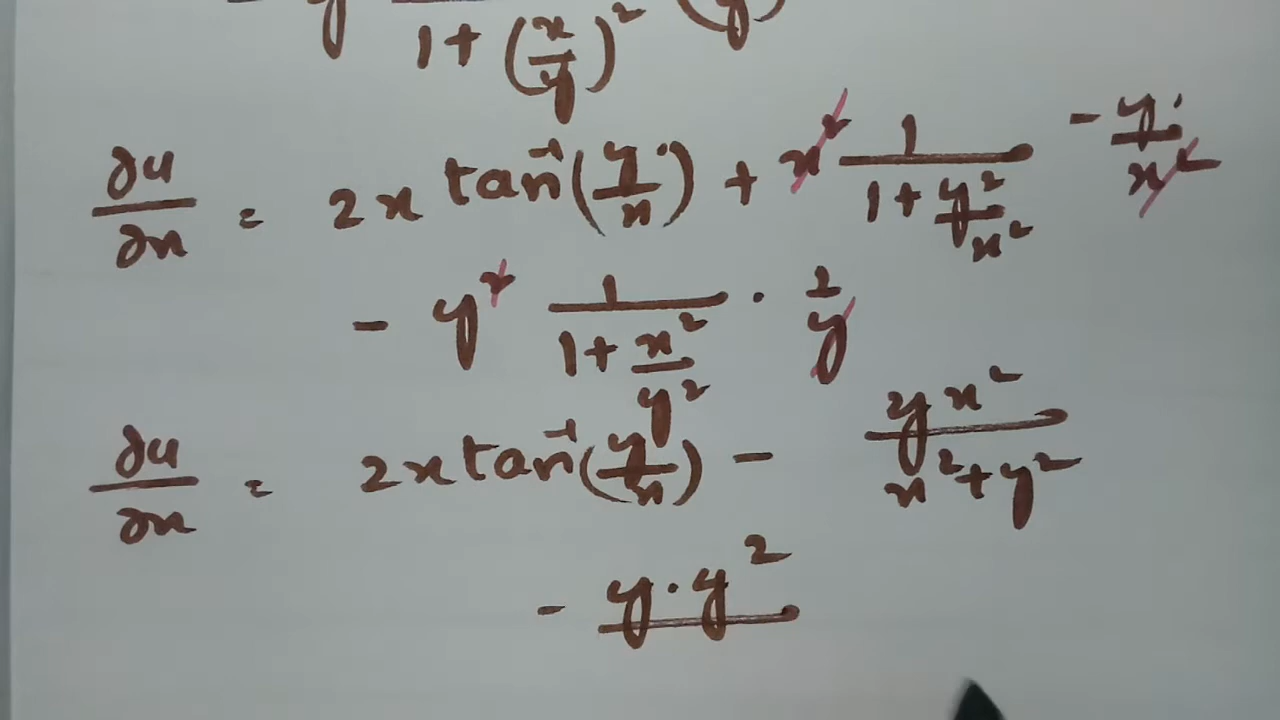 1 + (x/y)²
∂u/∂x = 2x tan⁻¹(y/x) + x² 1/(1 + y²/x²) - y/x²
- y² 1/(1 + x²/y²) · 1/y
∂u/∂x = 2x tan⁻¹(y/x) - yx²/(x² + y²)
- y·y²